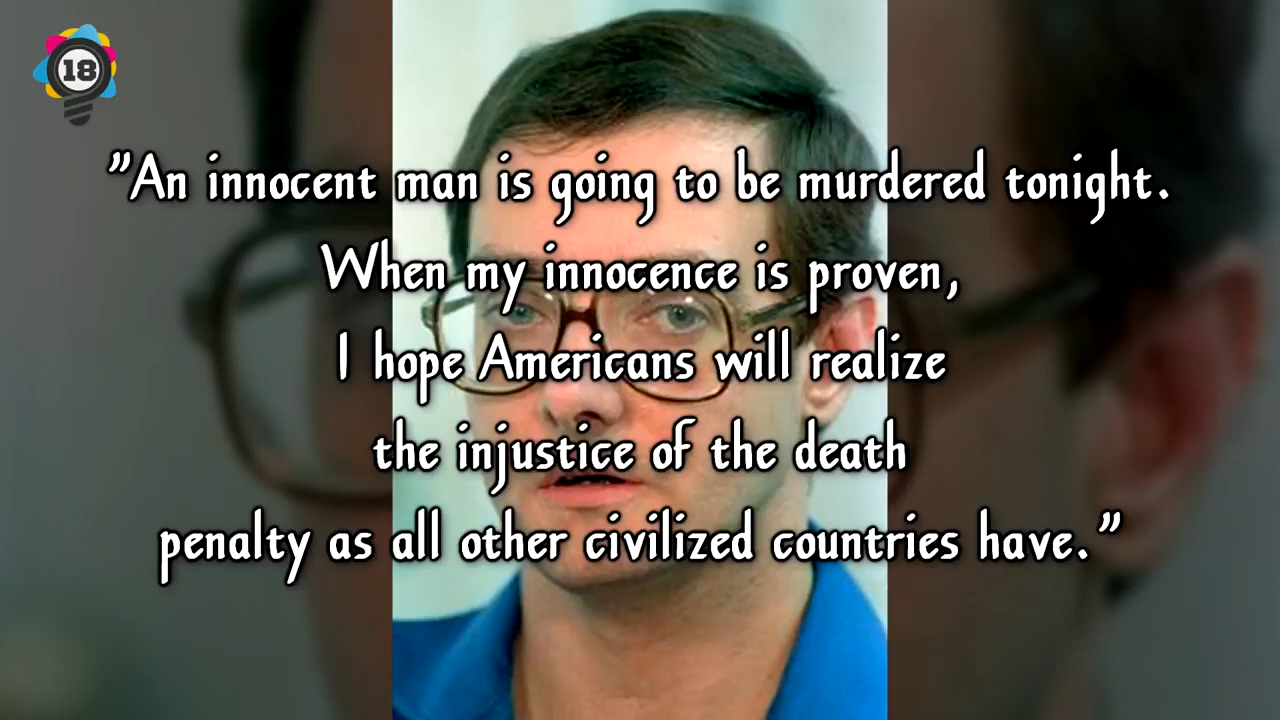 18
"An innocent man is going to be murdered tonight.
When my innocence is proven,
I hope Americans will realize
the injustice of the death
penalty as all other civilized countries have."